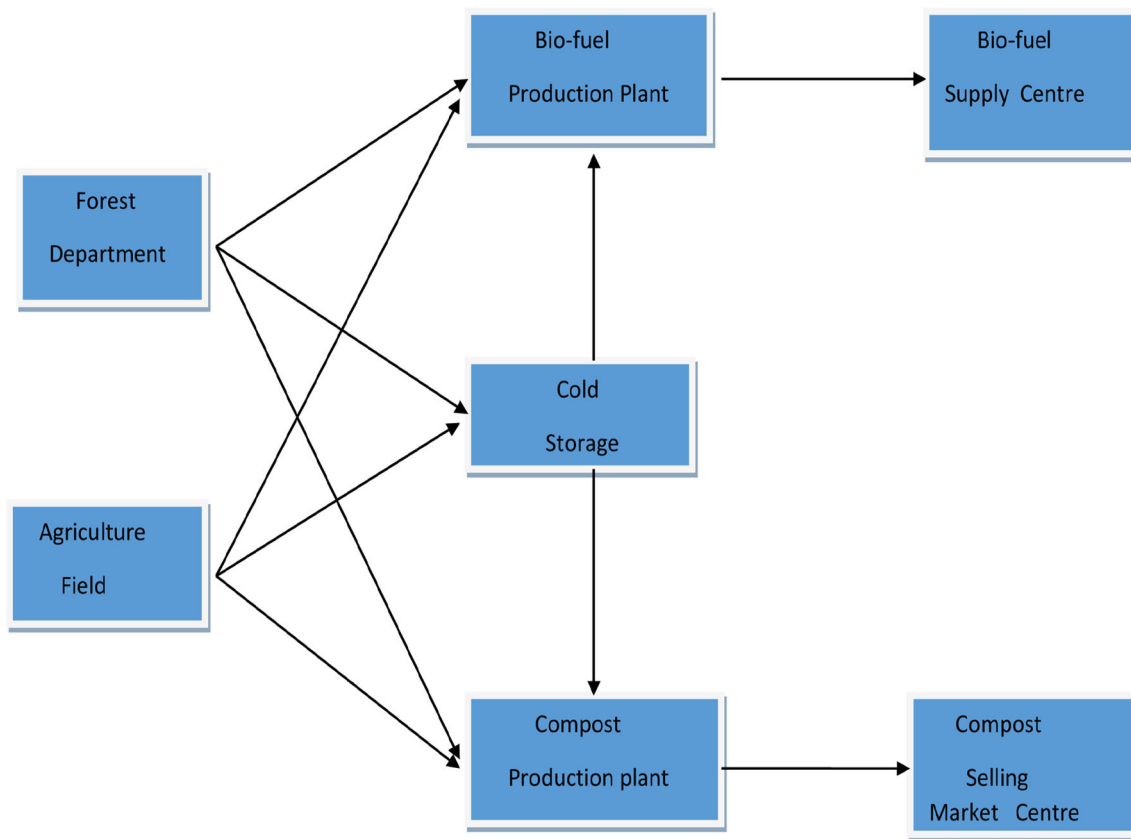 Bio-fuel
Production Plant
Bio-fuel
Supply Centre
Forest
Department
Cold
Storage
Agriculture
Field
Compost
Production plant
Compost
Selling
Market Centre